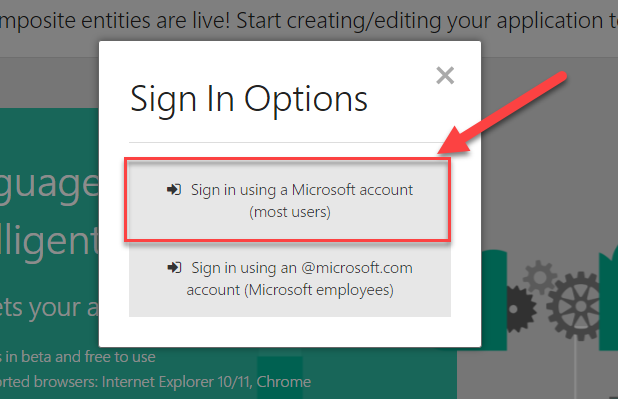 mposite entities are live! Start creating/editing your application to
Sign In Options
Sign in using a Microsoft account
(most users)
Sign in using an @microsoft.com
account (Microsoft employees)
guage
lligent
ets your a
s in beta and free to use
orted browsers: Internet Explorer 10/11, Chrome